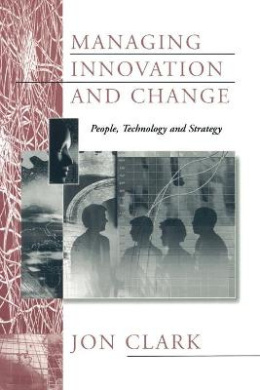 MANAGING
INNOVATION
AND CHANGE
People, Technology and Strategy
JON CLARK